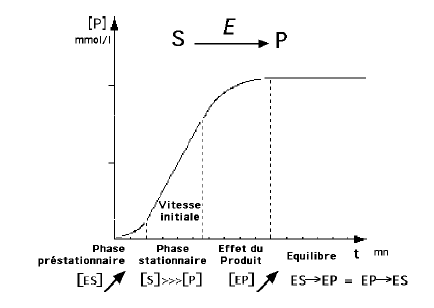 [P]
mmol/l
S E P
Vitesse
initiale
Phase
préstationnaire
Phase
stationnaire
Effet du
Produit
Equilibre
t mn
[ES]
[S]>>>[P]
[EP]
ES→EP = EP→ES